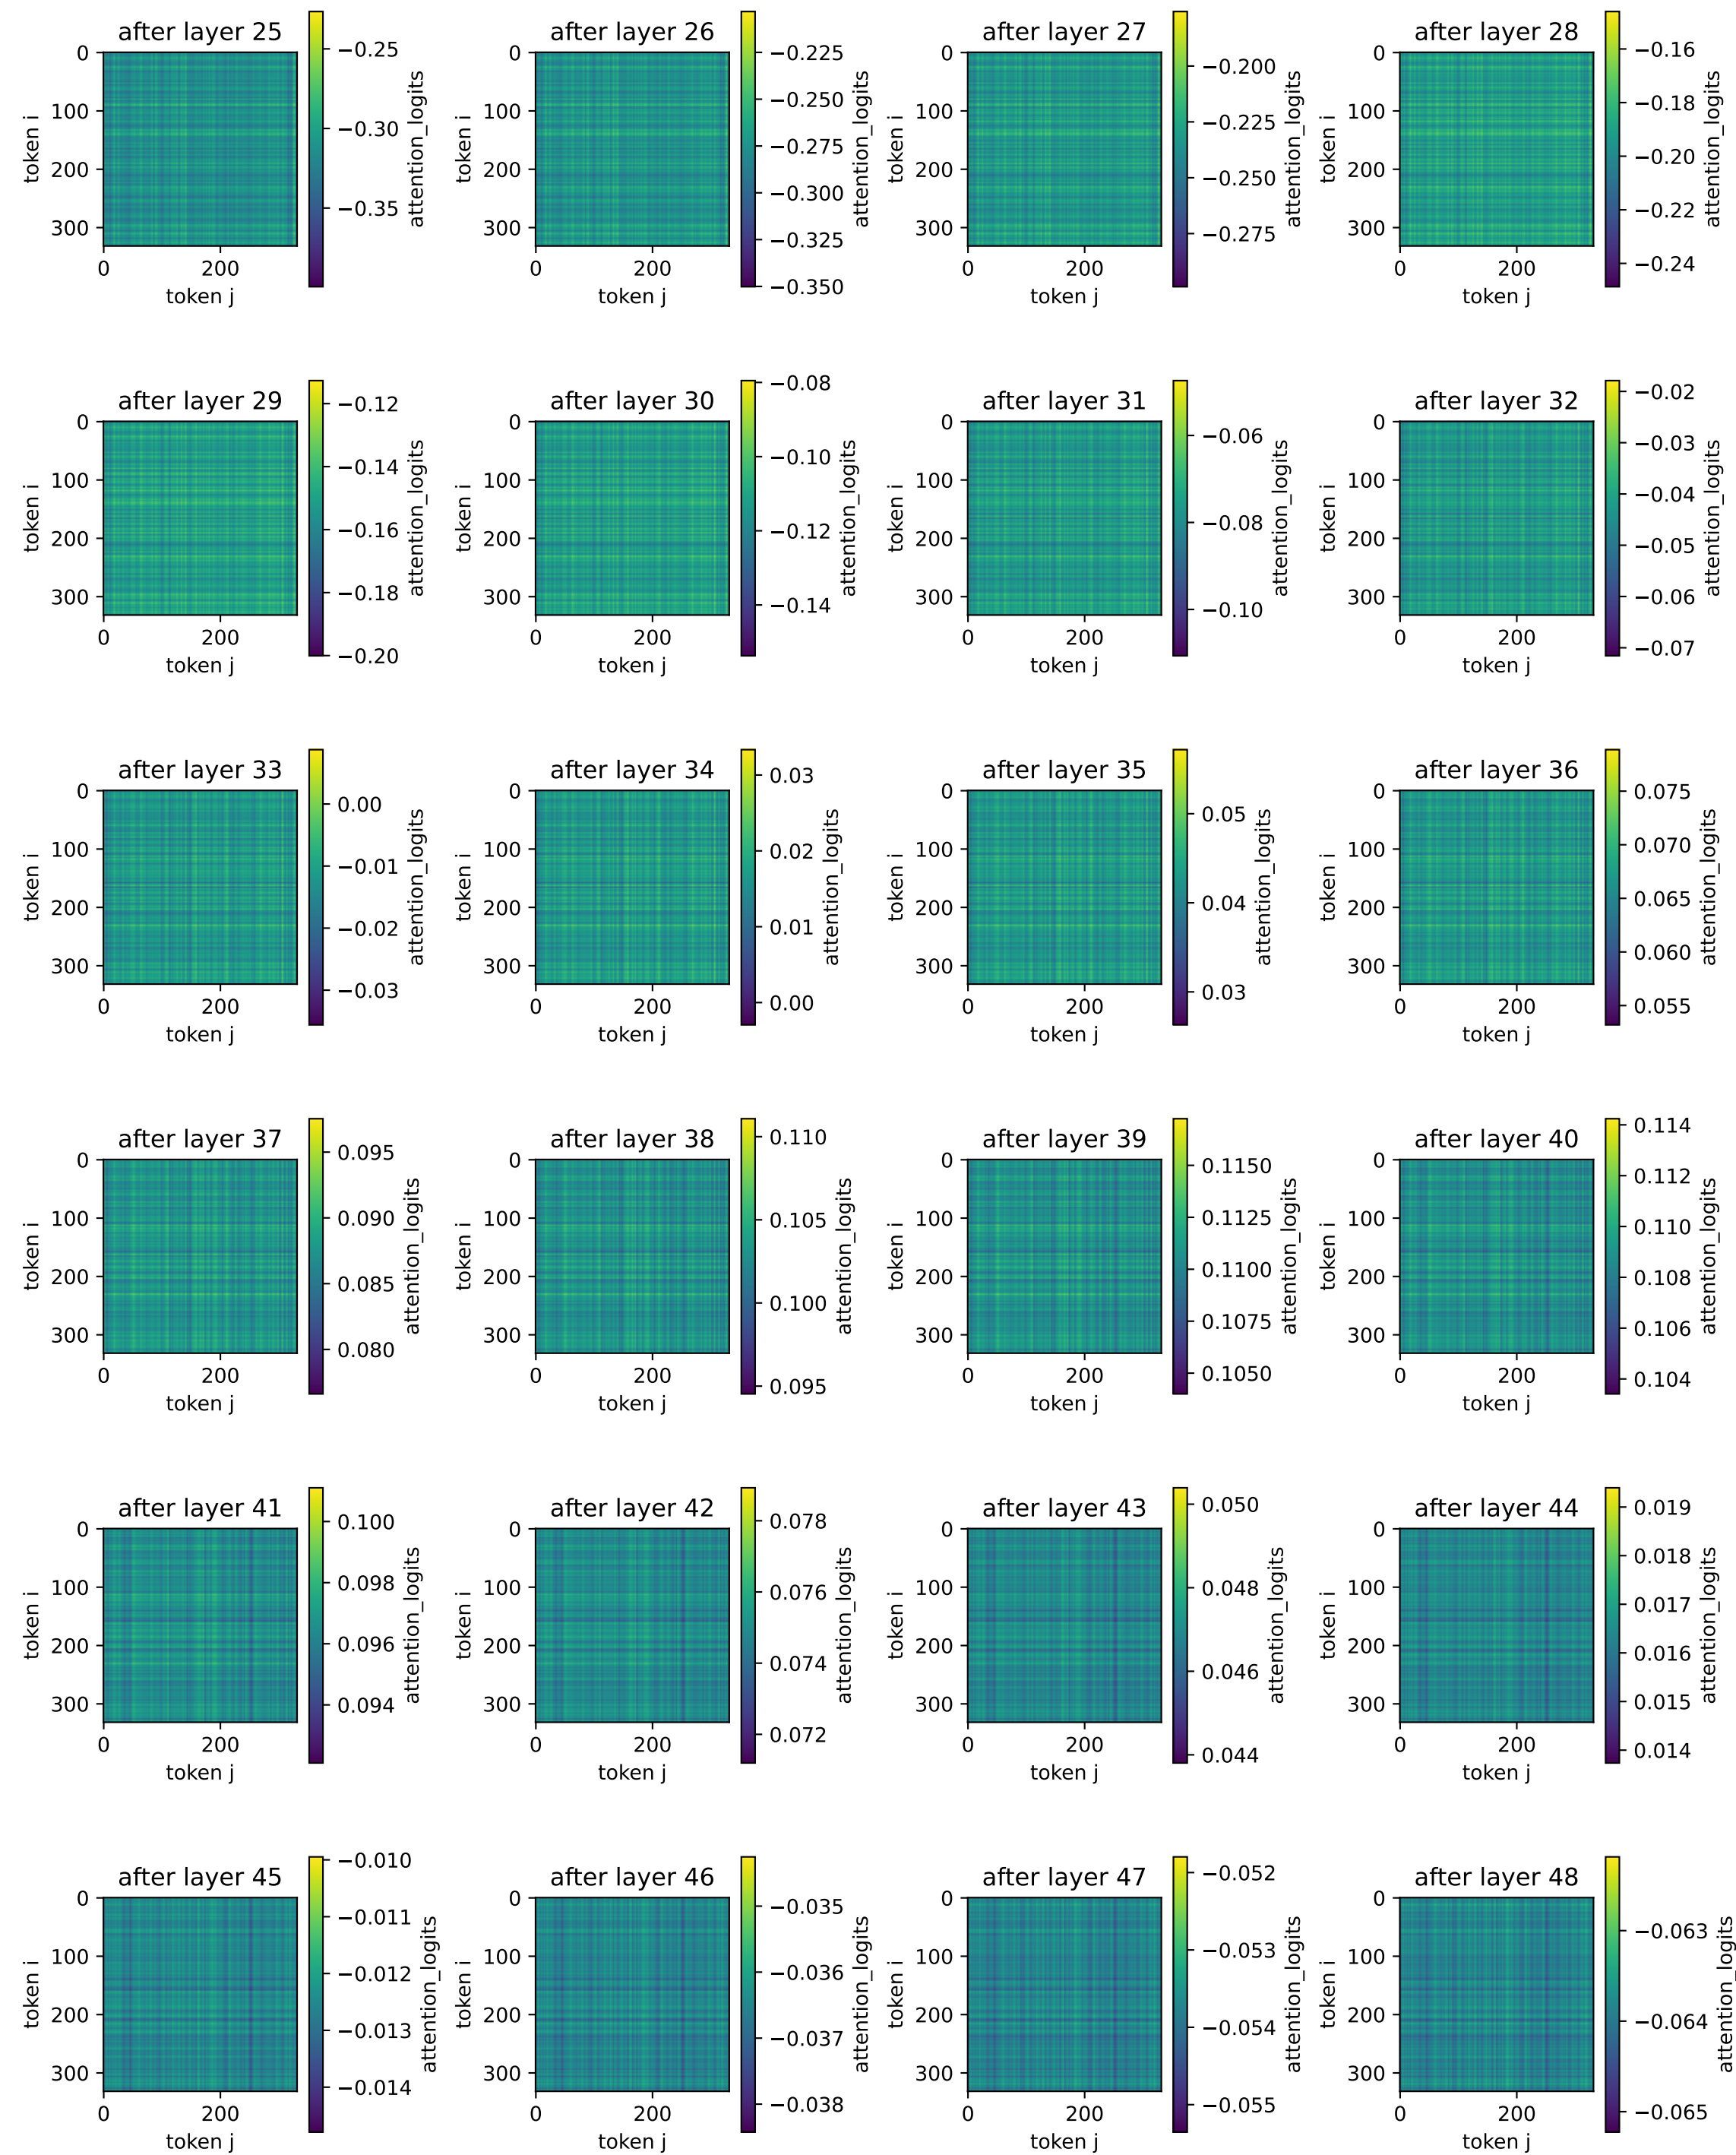 after layer 25
0
100
200
300
token i
0 200
token j
−0.25
−0.30
−0.35
attention_logits
after layer 26
0
100
200
300
token i
0 200
token j
−0.225
−0.250
−0.275
−0.300
−0.325
−0.350
attention_logits
after layer 27
0
100
200
300
token i
0 200
token j
−0.200
−0.225
−0.250
−0.275
attention_logits
after layer 28
0
100
200
300
token i
0 200
token j
−0.16
−0.18
−0.20
−0.22
−0.24
attention_logits
after layer 29
0
100
200
300
token i
0 200
token j
−0.12
−0.14
−0.16
−0.18
−0.20
attention_logits
after layer 30
0
100
200
300
token i
0 200
token j
−0.08
−0.10
−0.12
−0.14
attention_logits
after layer 31
0
100
200
300
token i
0 200
token j
−0.06
−0.08
−0.10
attention_logits
after layer 32
0
100
200
300
token i
0 200
token j
−0.02
−0.03
−0.04
−0.05
−0.06
−0.07
attention_logits
after layer 33
0
100
200
300
token i
0 200
token j
0.00
−0.01
−0.02
−0.03
attention_logits
after layer 34
0
100
200
300
token i
0 200
token j
0.03
0.02
0.01
0.00
attention_logits
after layer 35
0
100
200
300
token i
0 200
token j
0.05
0.04
0.03
attention_logits
after layer 36
0
100
200
300
token i
0 200
token j
0.075
0.070
0.065
0.060
0.055
attention_logits
after layer 37
0
100
200
300
token i
0 200
token j
0.095
0.090
0.085
0.080
attention_logits
after layer 38
0
100
200
300
token i
0 200
token j
0.110
0.105
0.100
0.095
attention_logits
after layer 39
0
100
200
300
token i
0 200
token j
0.1150
0.1125
0.1100
0.1075
0.1050
attention_logits
after layer 40
0
100
200
300
token i
0 200
token j
0.114
0.112
0.110
0.108
0.106
0.104
attention_logits
after layer 41
0
100
200
300
token i
0 200
token j
0.100
0.098
0.096
0.094
attention_logits
after layer 42
0
100
200
300
token i
0 200
token j
0.078
0.076
0.074
0.072
attention_logits
after layer 43
0
100
200
300
token i
0 200
token j
0.050
0.048
0.046
0.044
attention_logits
after layer 44
0
100
200
300
token i
0 200
token j
0.019
0.018
0.017
0.016
0.015
0.014
attention_logits
after layer 45
0
100
200
300
token i
0 200
token j
−0.010
−0.011
−0.012
−0.013
−0.014
attention_logits
after layer 46
0
100
200
300
token i
0 200
token j
−0.035
−0.036
−0.037
−0.038
attention_logits
after layer 47
0
100
200
300
token i
0 200
token j
−0.052
−0.053
−0.054
−0.055
attention_logits
after layer 48
0
100
200
300
token i
0 200
token j
−0.063
−0.064
−0.065
attention_logits